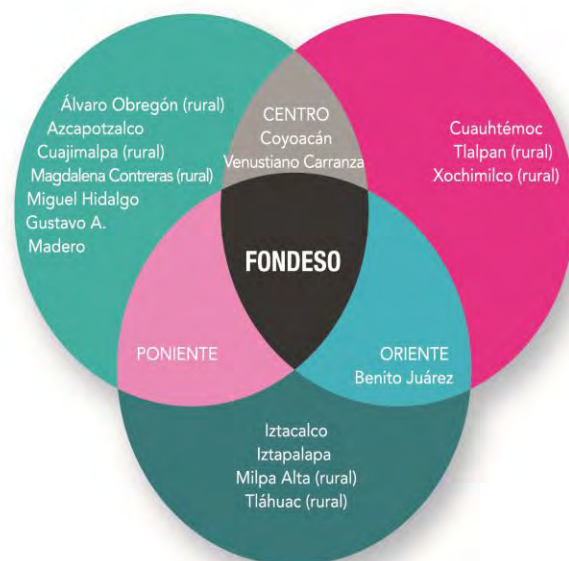 Álvaro Obregón (rural)
Azcapotzalco
Cuajimalpa (rural)
Magdalena Contreras (rural)
Miguel Hidalgo
Gustavo A.
Madero
CENTRO
Coyoacán
Venustiano Carranza
Cuauhtémoc
Tlalpan (rural)
Xochimilco (rural)
FONDESO
PONIENTE
ORIENTE
Benito Juárez
Iztacalco
Iztapalapa
Milpa Alta (rural)
Tláhuac (rural)